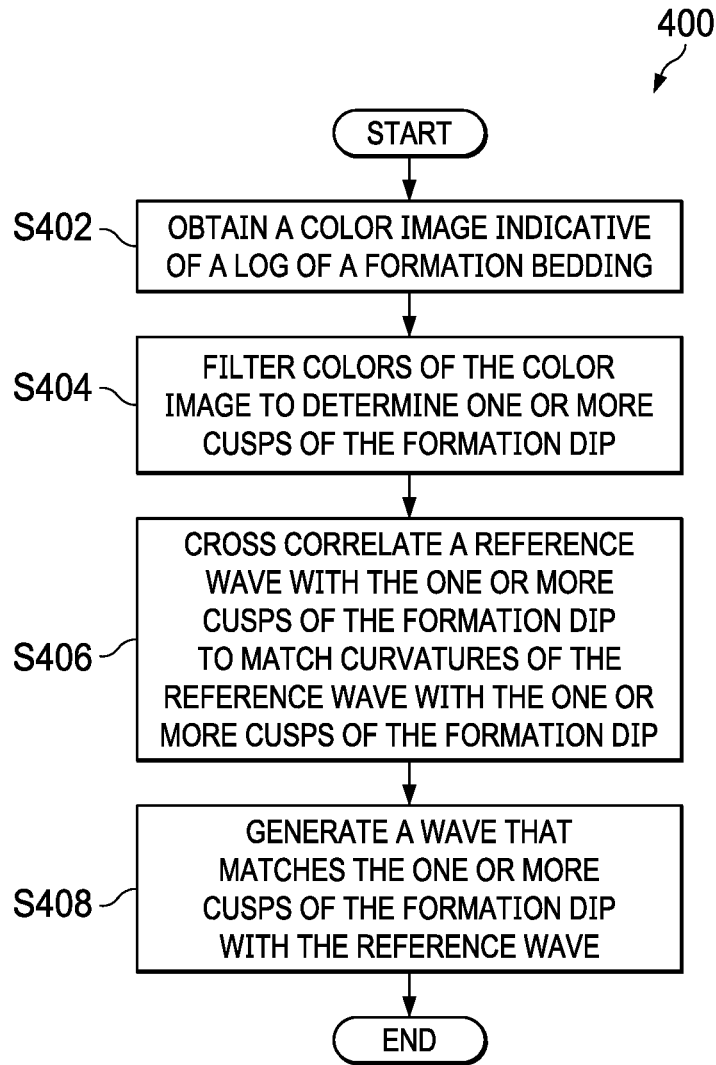 400
START
S402
OBTAIN A COLOR IMAGE INDICATIVE
OF A LOG OF A FORMATION BEDDING
S404
FILTER COLORS OF THE COLOR
IMAGE TO DETERMINE ONE OR MORE
CUSPS OF THE FORMATION DIP
S406
CROSS CORRELATE A REFERENCE
WAVE WITH THE ONE OR MORE
CUSPS OF THE FORMATION DIP
TO MATCH CURVATURES OF THE
REFERENCE WAVE WITH THE ONE OR
MORE CUSPS OF THE FORMATION DIP
S408
GENERATE A WAVE THAT
MATCHES THE ONE OR MORE
CUSPS OF THE FORMATION DIP
WITH THE REFERENCE WAVE
END